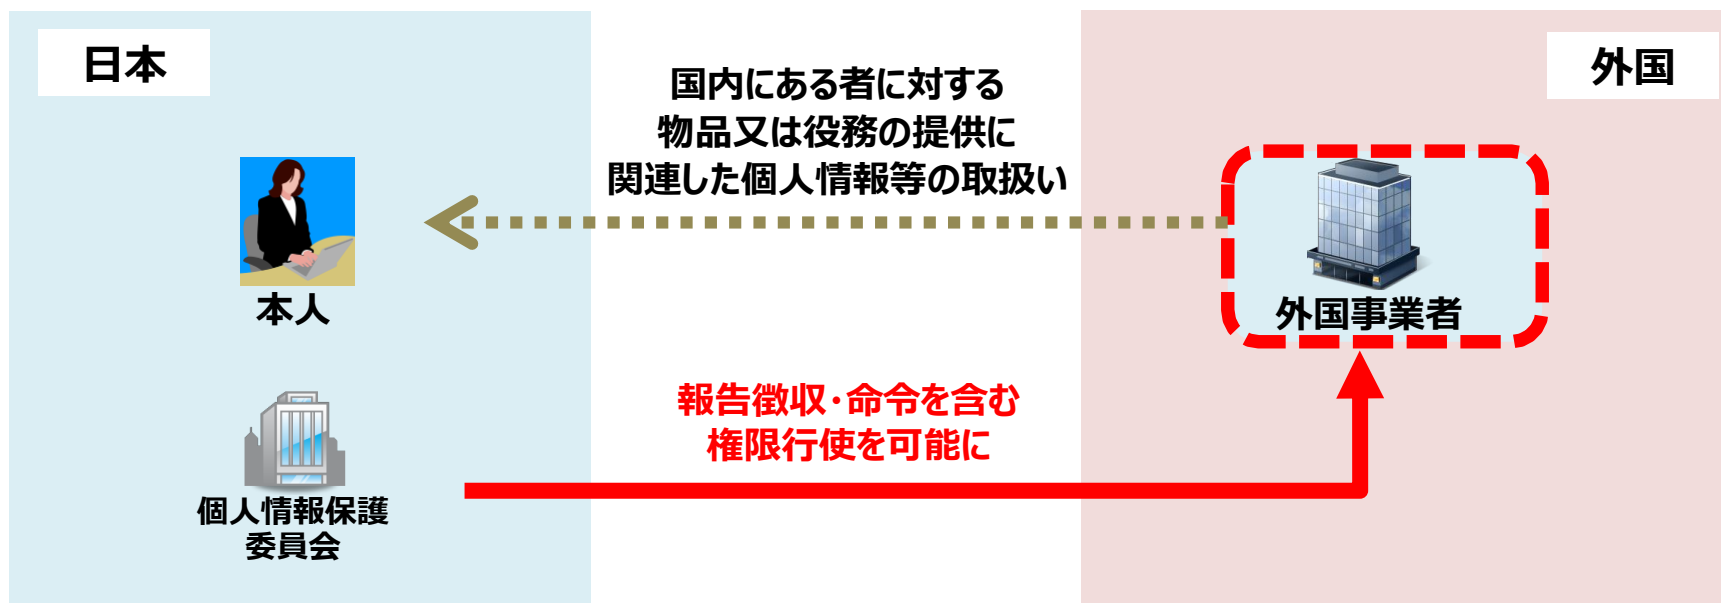 日本
外国
国内にある者に対する
物品又は役務の提供に
関連した個人情報等の取扱い
本人
外国事業者
報告徴収・命令を含む
権限行使を可能に
個人情報保護
委員会